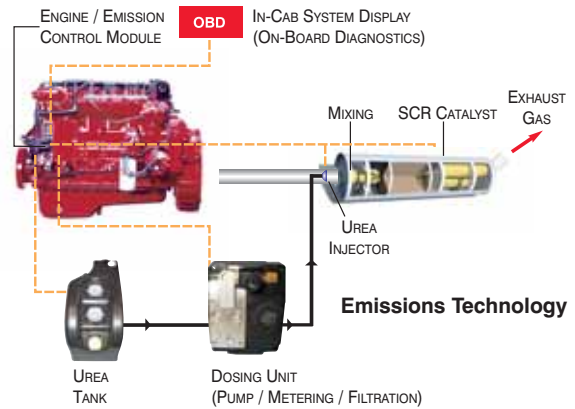 ENGINE / EMISSION
CONTROL MODULE
OBD
IN-CAB SYSTEM DISPLAY
(ON-BOARD DIAGNOSTICS)
MIXING
SCR CATALYST
EXHAUST
GAS
UREA
INJECTOR
Emissions Technology
UREA
TANK
DOSING UNIT
(PUMP / METERING / FILTRATION)